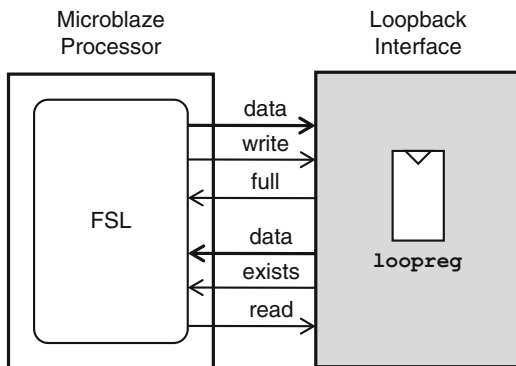 Microblaze
Processor
Loopback
Interface
data
write
full
FSL
data
exists
read
loopreg